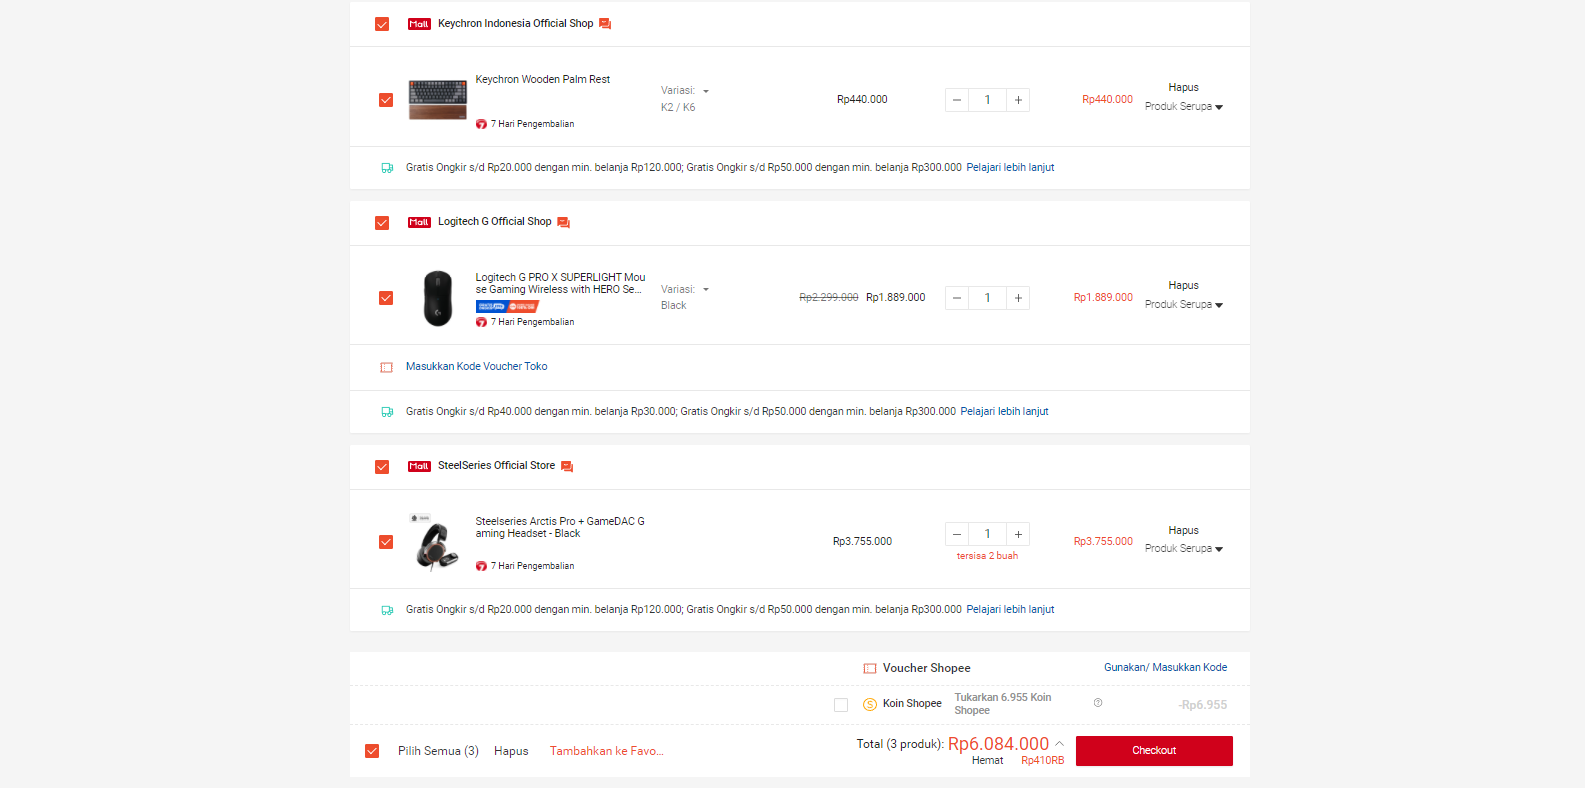 Mall Keychron Indonesia Official Shop
Keychron Wooden Palm Rest
Variasi:
K2 / K6
7 Hari Pengembalian
Rp440.000
1
Rp440.000
Hapus
Produk Serupa
Gratis Ongkir s/d Rp20.000 dengan min. belanja Rp120.000; Gratis Ongkir s/d Rp50.000 dengan min. belanja Rp300.000 Pelajari lebih lanjut
Mall Logitech G Official Shop
Logitech G PRO X SUPERLIGHT Mou
se Gaming Wireless with HERO Se...
7 Hari Pengembalian
Variasi:
Black
Rp2.299.000 Rp1.889.000
1
Rp1.889.000
Hapus
Produk Serupa
Masukkan Kode Voucher Toko
Gratis Ongkir s/d Rp40.000 dengan min. belanja Rp30.000; Gratis Ongkir s/d Rp50.000 dengan min. belanja Rp300.000 Pelajari lebih lanjut
Mall SteelSeries Official Store
Steelseries Arctis Pro + GameDAC G
aming Headset - Black
7 Hari Pengembalian
Rp3.755.000
1
tersisa 2 buah
Rp3.755.000
Hapus
Produk Serupa
Gratis Ongkir s/d Rp20.000 dengan min. belanja Rp120.000; Gratis Ongkir s/d Rp50.000 dengan min. belanja Rp300.000 Pelajari lebih lanjut
Voucher Shopee
Gunakan/ Masukkan Kode
Koin Shopee
Tukarkan 6.955 Koin
Shopee
-Rp6.955
Pilih Semua (3)
Hapus
Tambahkan ke Favo...
Total (3 produk): Rp6.084.000
Hemat Rp410RB
Checkout